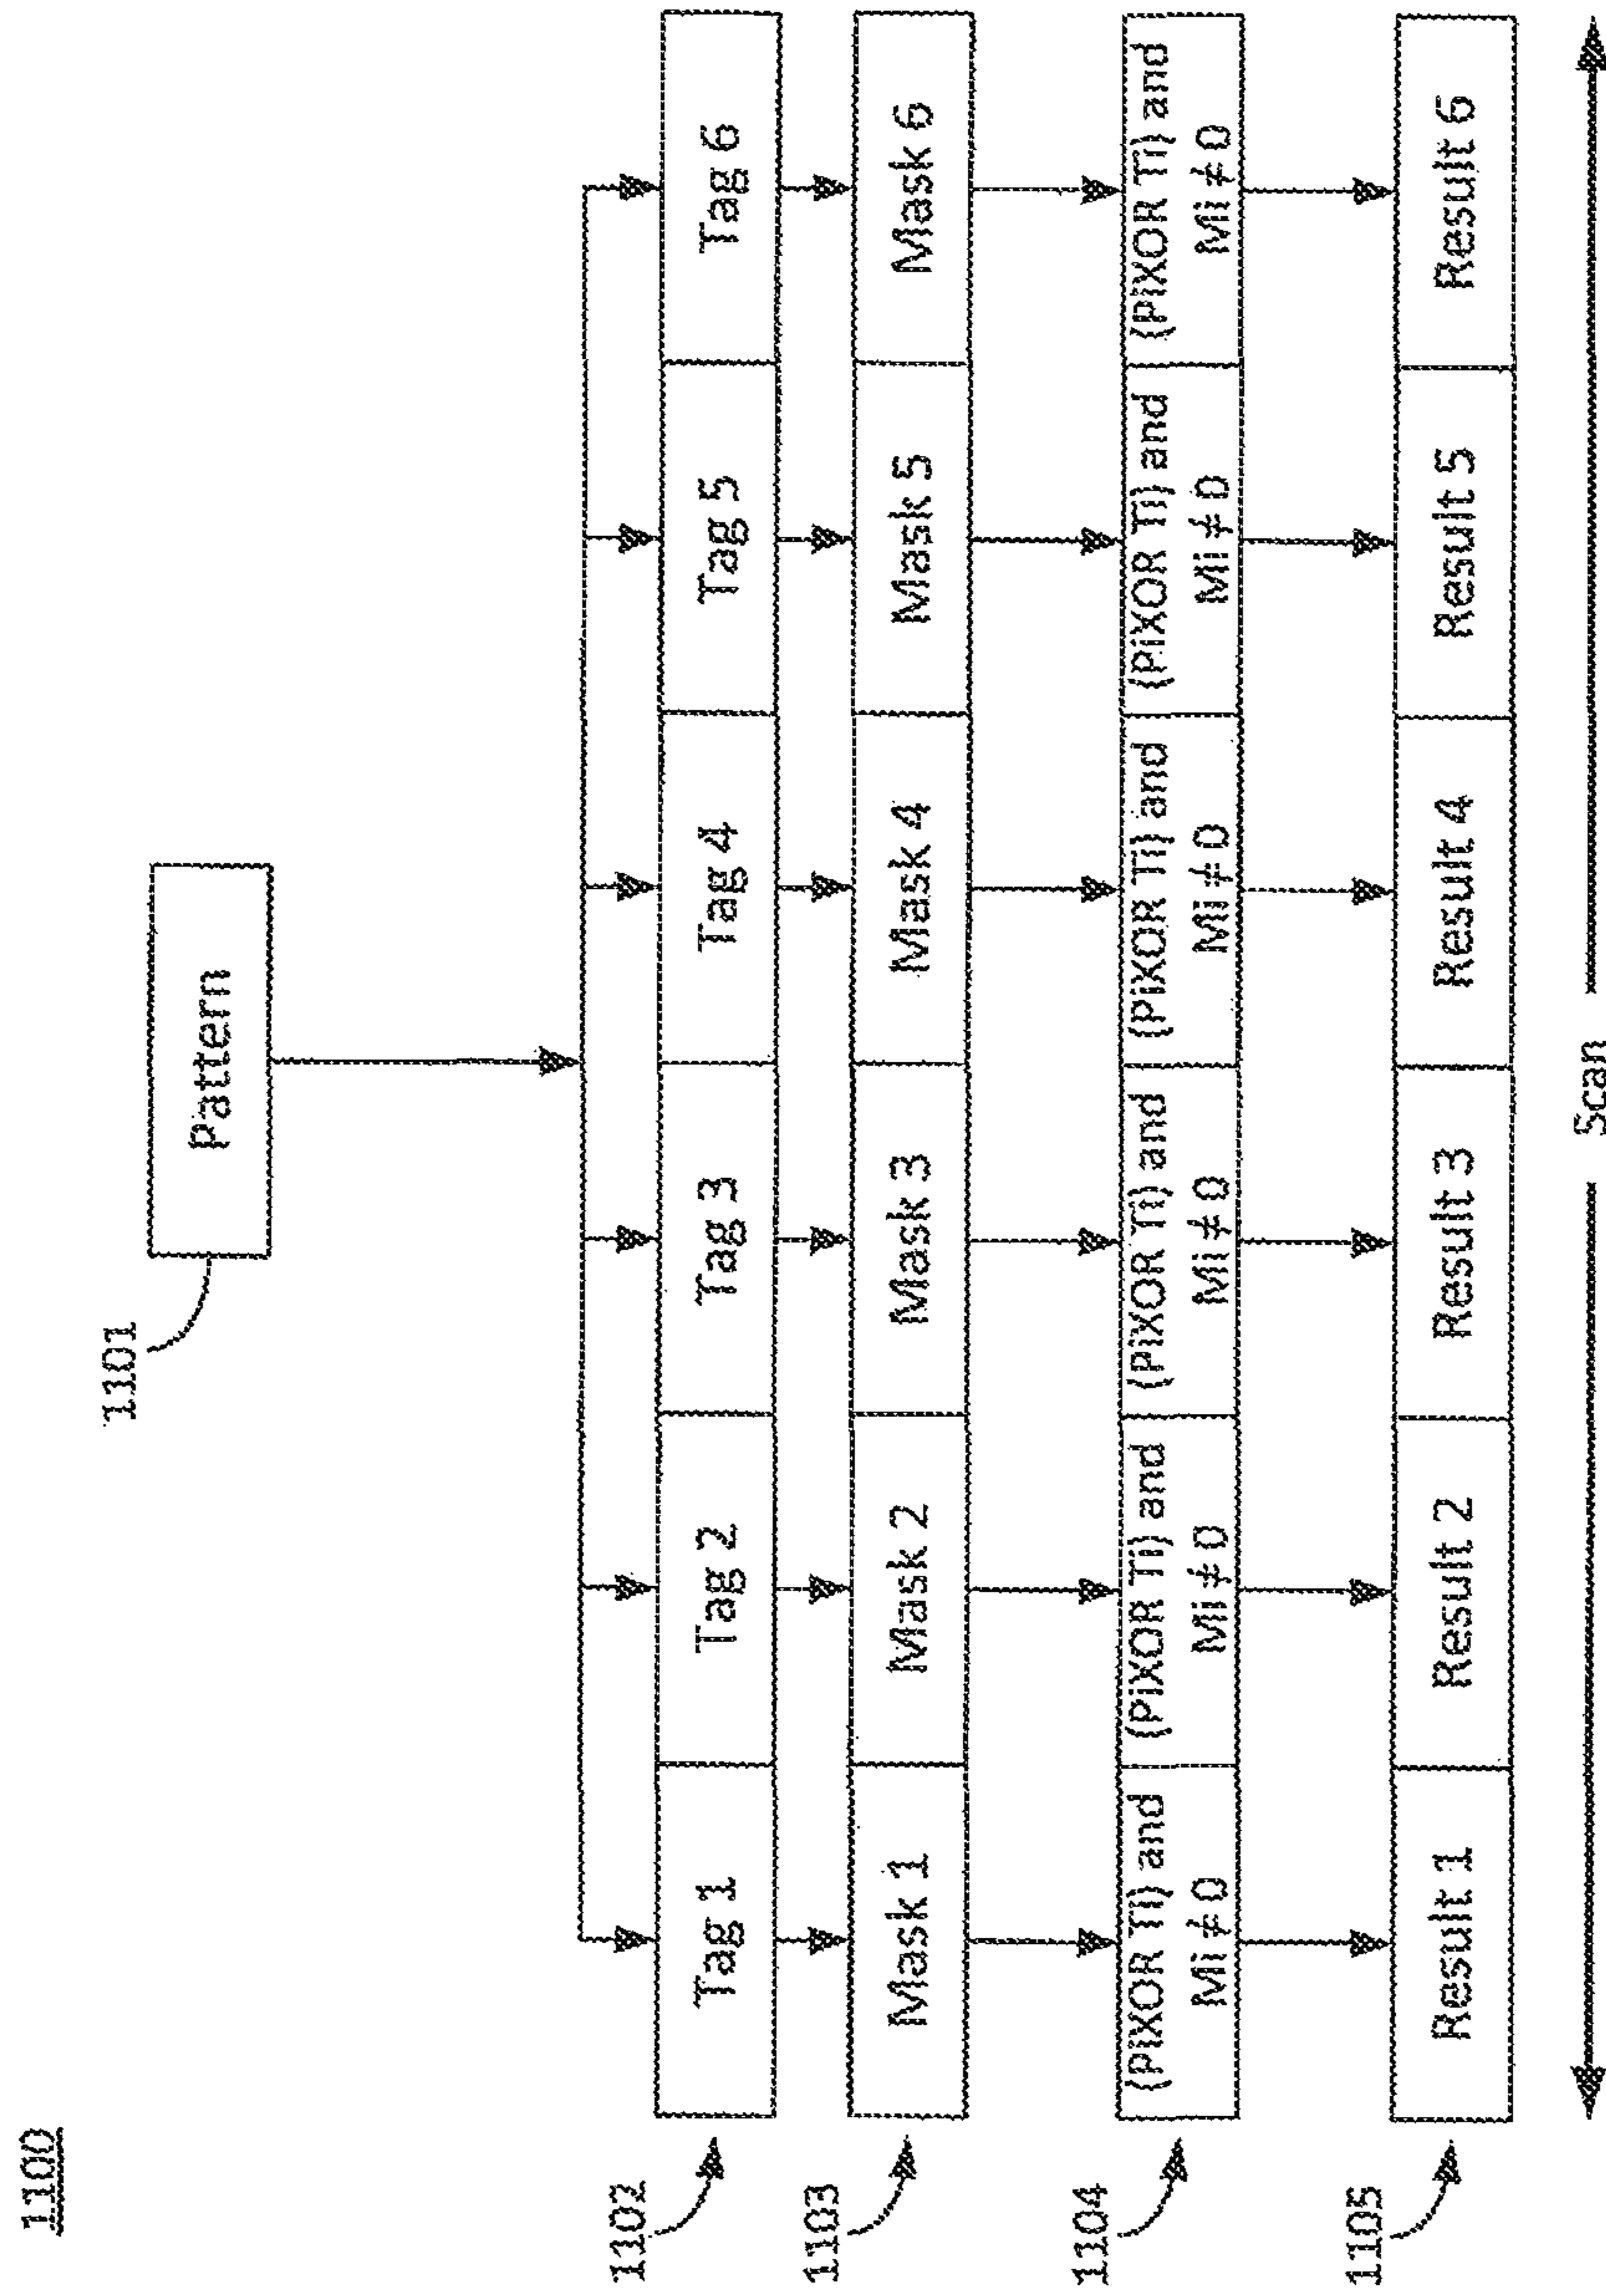 1100
1101
Pattern
1102
Tag 1
Tag 2
Tag 3
Tag 4
Tag 5
Tag 6
1103
Mask 1
Mask 2
Mask 3
Mask 4
Mask 5
Mask 6
1104
(PiXOR Ti) and
Mi ≠ 0
(PiXOR Ti) and
Mi ≠ 0
(PiXOR Ti) and
Mi ≠ 0
(PiXOR Ti) and
Mi ≠ 0
(PiXOR Ti) and
Mi ≠ 0
(PiXOR Ti) and
Mi ≠ 0
1105
Result 1
Result 2
Result 3
Result 4
Result 5
Result 6
Scan